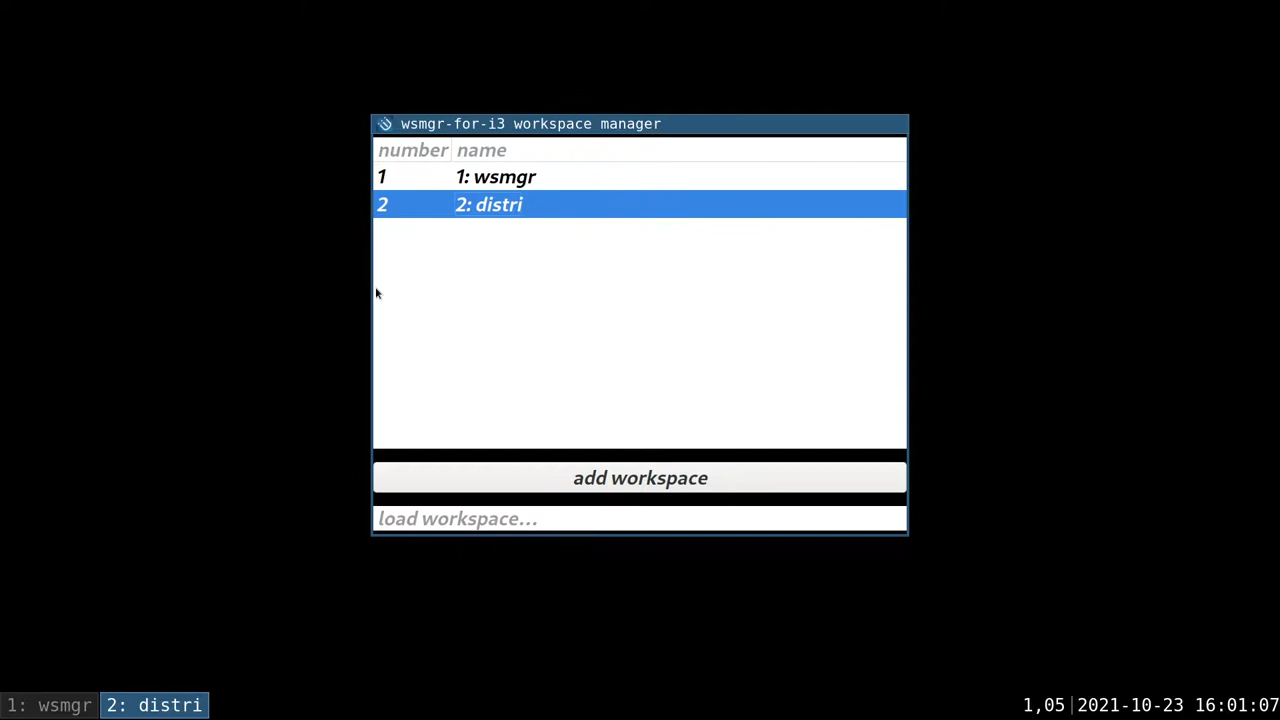 wsmgr-for-i3 workspace manager
number name
1 1: wsmgr
2 2: distri
add workspace
load workspace...
1: wsmgr 2: distri 1,05 2021-10-23 16:01:07